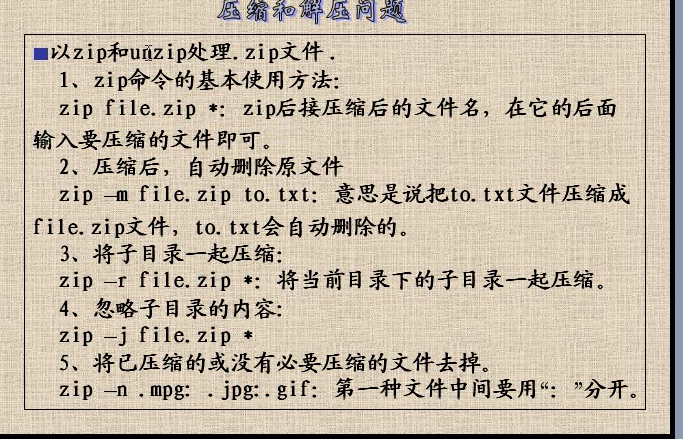 压缩和解压问题
■以zip和unzip处理.zip文件.
1、zip命令的基本使用方法:
zip file.zip *: zip后接压缩后的文件名，在它的后面
输入要压缩的文件即可。
2、压缩后，自动删除原文件
zip –m file.zip to.txt: 意思是说把to.txt文件压缩成
file.zip文件，to.txt会自动删除的。
3、将子目录一起压缩:
zip –r file.zip *: 将当前目录下的子目录一起压缩。
4、忽略子目录的内容:
zip –j file.zip *
5、将已压缩的或没有必要压缩的文件去掉。
zip –n .mpg: .jpg:.gif: 第一种文件中间要用“: ”分开。